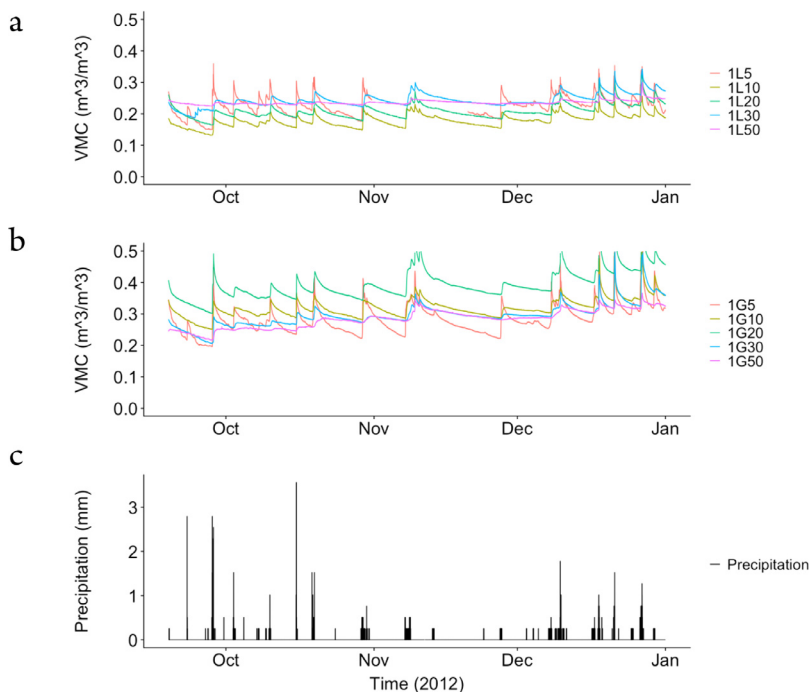 a
VMC (m^3/m^3)
0.5
0.4
0.3
0.2
0.1
0.0
Oct
Nov
Dec
Jan
1L5
1L10
1L20
1L30
1L50
b
VMC (m^3/m^3)
0.5
0.4
0.3
0.2
0.1
0.0
Oct
Nov
Dec
Jan
1G5
1G10
1G20
1G30
1G50
c
Precipitation (mm)
3
2
1
0
Oct
Nov
Dec
Jan
Time (2012)
Precipitation